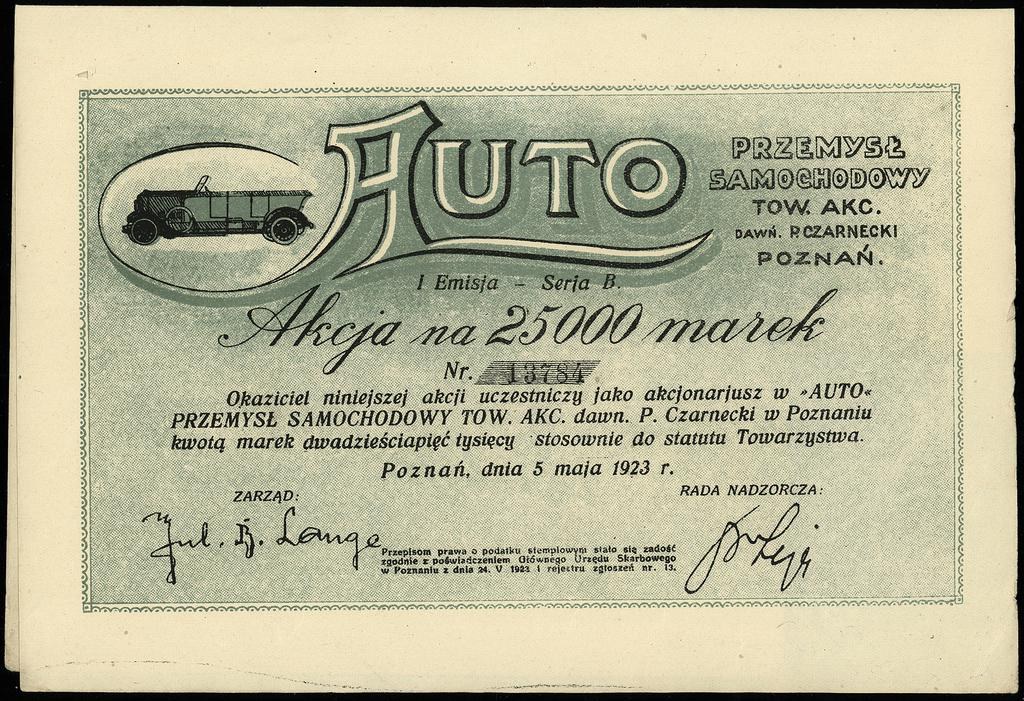 AUTO
PRZEMYSŁ
SAMOCHODOWY
TOW. AKC.
DAWŃ. P.CZARNECKI
POZNAŃ.
I Emisja – Serja B.
Akcja na 25000 marek
Nr. 13784
Okaziciel niniejszej akcji uczestniczy jako akcjonarjusz w »AUTO«
PRZEMYSŁ SAMOCHODOWY TOW. AKC. dawn. P. Czarnecki w Poznaniu
kwotą marek dwadzieściapięć tysięcy stosownie do statutu Towarzystwa.
Poznań, dnia 5 maja 1923 r.
ZARZĄD:
RADA NADZORCZA:
Jul. B. Lange
Przepisom prawa o podatku stemplowym stało się zadość
zgodnie z poświadczeniem Głównego Urzędu Skarbowego
w Poznaniu z dnia 24. V 1923 i rejestru zgłoszeń nr. 13.